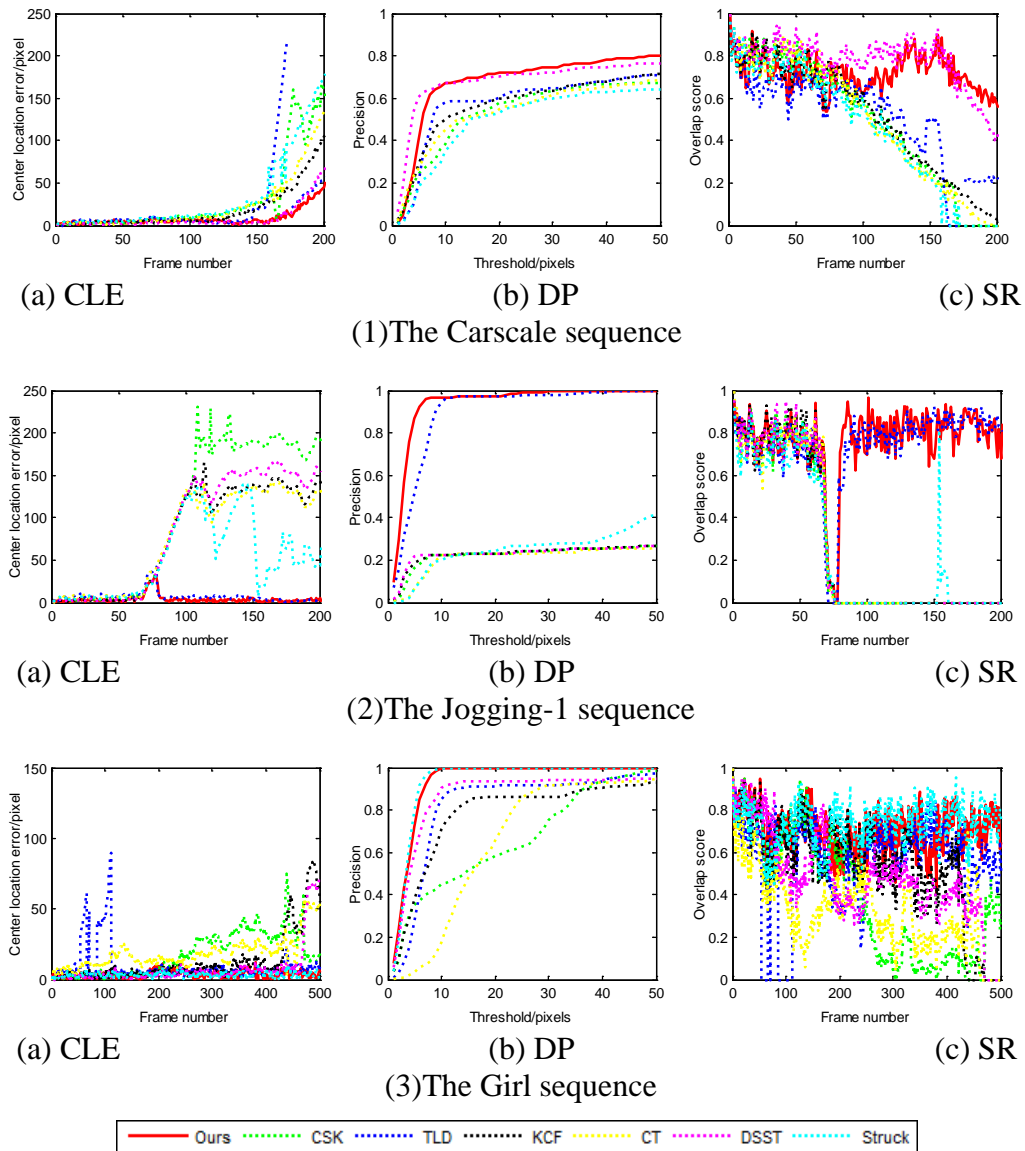 250
200
150
100
50
0
0 50 100 150 200
Center location error/pixel
Frame number
1
0.8
0.6
0.4
0.2
0
0 10 20 30 40 50
Precision
Threshold/pixels
1
0.8
0.6
0.4
0.2
0
0 50 100 150 200
Overlap score
Frame number
(a) CLE (b) DP (c) SR
(1)The Carscale sequence
250
200
150
100
50
0
0 50 100 150 200
Center location error/pixel
Frame number
1
0.8
0.6
0.4
0.2
0
0 10 20 30 40 50
Precision
Threshold/pixels
1
0.8
0.6
0.4
0.2
0
0 50 100 150 200
Overlap score
Frame number
(a) CLE (b) DP (c) SR
(2)The Jogging-1 sequence
150
100
50
0
0 100 200 300 400 500
Center location error/pixel
Frame number
1
0.8
0.6
0.4
0.2
0
0 10 20 30 40 50
Precision
Threshold/pixels
1
0.8
0.6
0.4
0.2
0
0 100 200 300 400 500
Overlap score
Frame number
(a) CLE (b) DP (c) SR
(3)The Girl sequence
Ours CSK TLD KCF CT DSST Struck